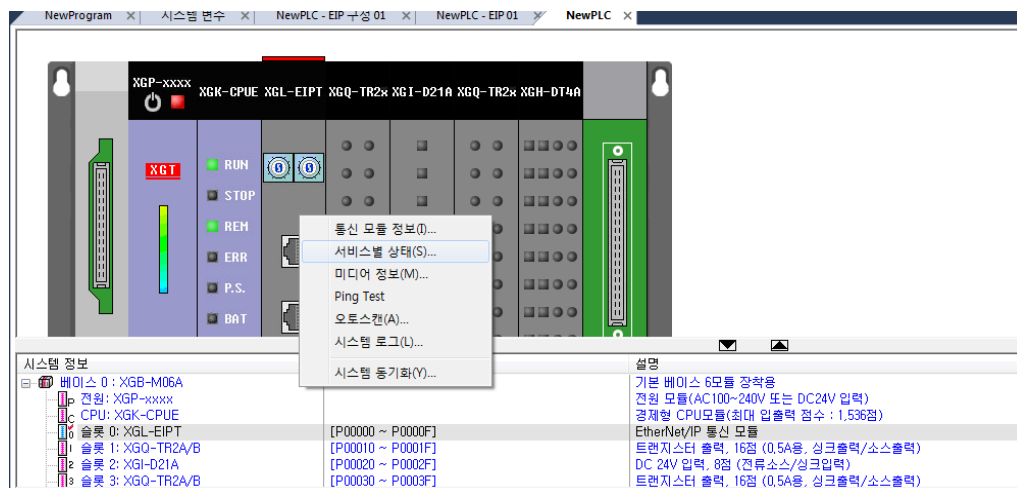 NewProgram × 시스템 변수 × NewPLC - EIP 구성 01 × NewPLC - EIP 01 × NewPLC ×
XGP-xxxx XGK-CPUE XGL-EIPT XGQ-TR2x XGI-D21A XGQ-TR2x XGH-DT4A
XGT
RUN 0 0
STOP
REM
ERR
P.S.
BAT
통신 모듈 정보(I)...
서비스별 상태(S)...
미디어 정보(M)...
Ping Test
오토스캔(A)...
시스템 로그(L)...
시스템 동기화(Y)...
시스템 정보 설명
베이스 0 : XGB-M06A 기본 베이스 6모듈 장착용
P 전원: XGP-xxxx 전원 모듈(AC100~240V 또는 DC24V 입력)
C CPU: XGK-CPUE 경제형 CPU모듈(최대 입출력 점수 : 1,536점)
0 슬롯 0: XGL-EIPT [P00000 ~ P0000F] EtherNet/IP 통신 모듈
1 슬롯 1: XGQ-TR2A/B [P00010 ~ P0001F] 트랜지스터 출력, 16점 (0,5A용, 싱크출력/소스출력)
2 슬롯 2: XGI-D21A [P00020 ~ P0002F] DC 24V 입력, 8점 (전류소스/싱크입력)
3 슬롯 3: XGQ-TR2A/B [P00030 ~ P0003F] 트랜지스터 출력, 16점 (0,5A용, 싱크출력/소스출력)